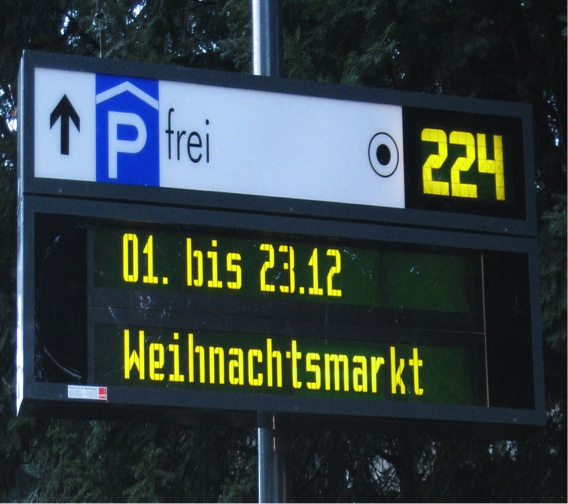 P frei 224
01. bis 23.12
Weihnachtsmarkt